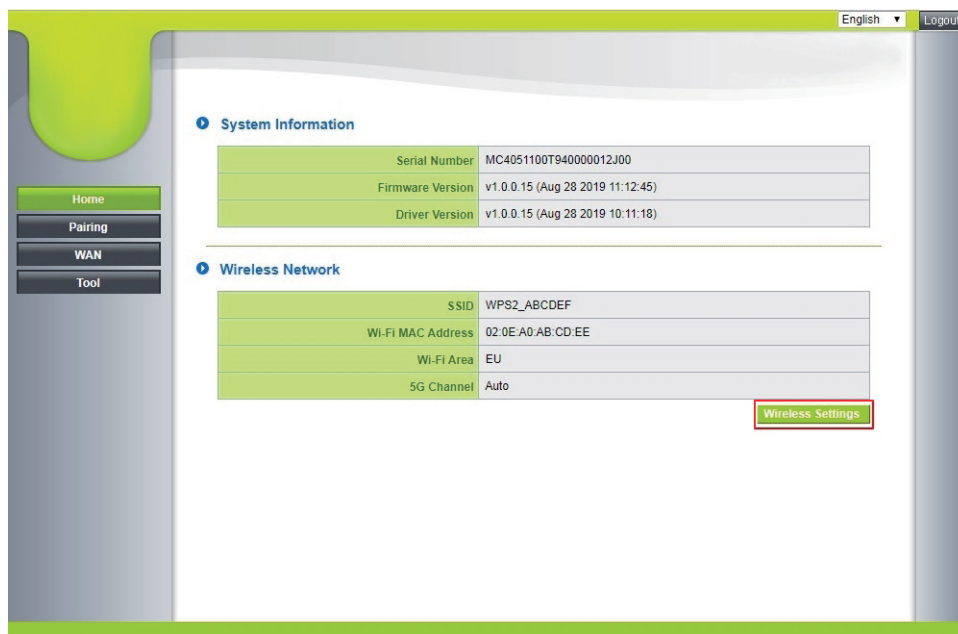 English ▼ Logout
System Information
Serial Number MC4051100T940000012J00
Firmware Version v1.0.0.15 (Aug 28 2019 11:12:45)
Driver Version v1.0.0.15 (Aug 28 2019 10:11:18)
Home
Pairing
WAN
Tool
Wireless Network
SSID WPS2_ABCDEF
Wi-Fi MAC Address 02:0E:A0:AB:CD:EE
Wi-Fi Area EU
5G Channel Auto
Wireless Settings